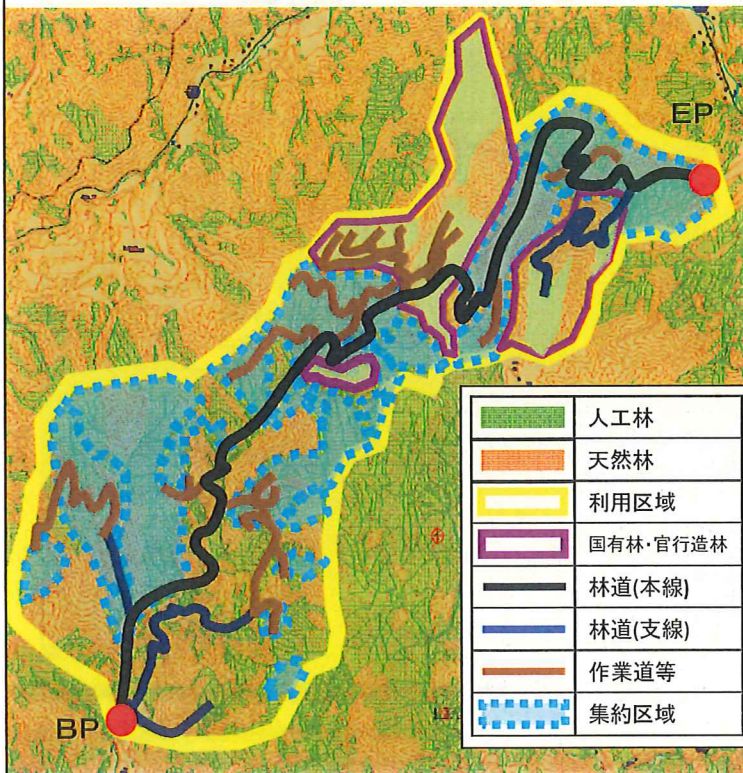 EP
BP
人工林
天然林
利用区域
国有林・官行造林
林道(本線)
林道(支線)
作業道等
集約区域